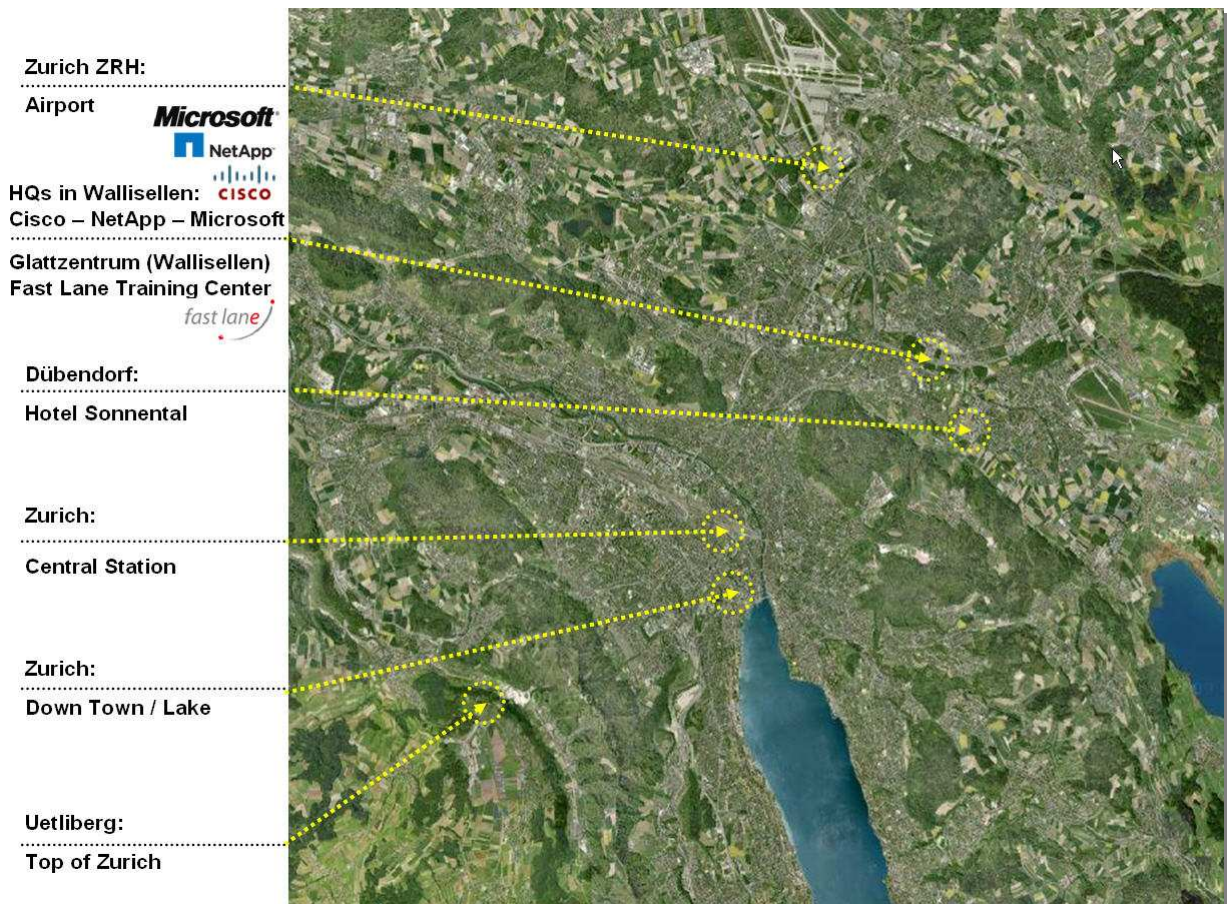 Zurich ZRH:
Airport
Microsoft
NetApp
CISCO
HQs in Wallisellen:
Cisco – NetApp – Microsoft
Glattzentrum (Wallisellen)
Fast Lane Training Center
fast lane
Dübendorf:
Hotel Sonnental
Zurich:
Central Station
Zurich:
Down Town / Lake
Uetliberg:
Top of Zurich